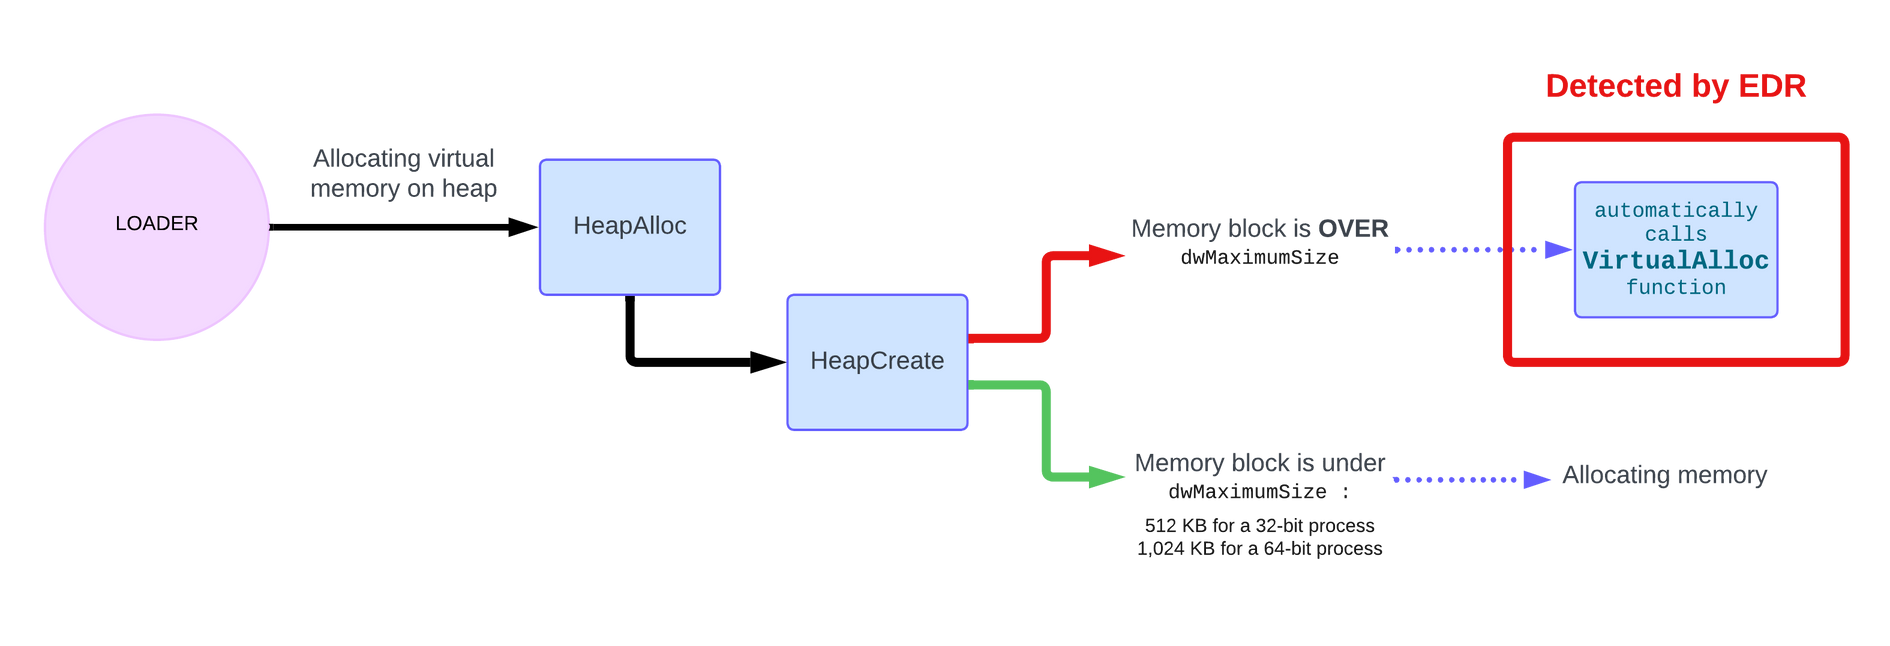 Detected by EDR
LOADER
Allocating virtual
memory on heap
HeapAlloc
HeapCreate
Memory block is OVER
dwMaximumSize
automatically
calls
VirtualAlloc
function
Memory block is under
dwMaximumSize :
512 KB for a 32-bit process
1,024 KB for a 64-bit process
Allocating memory